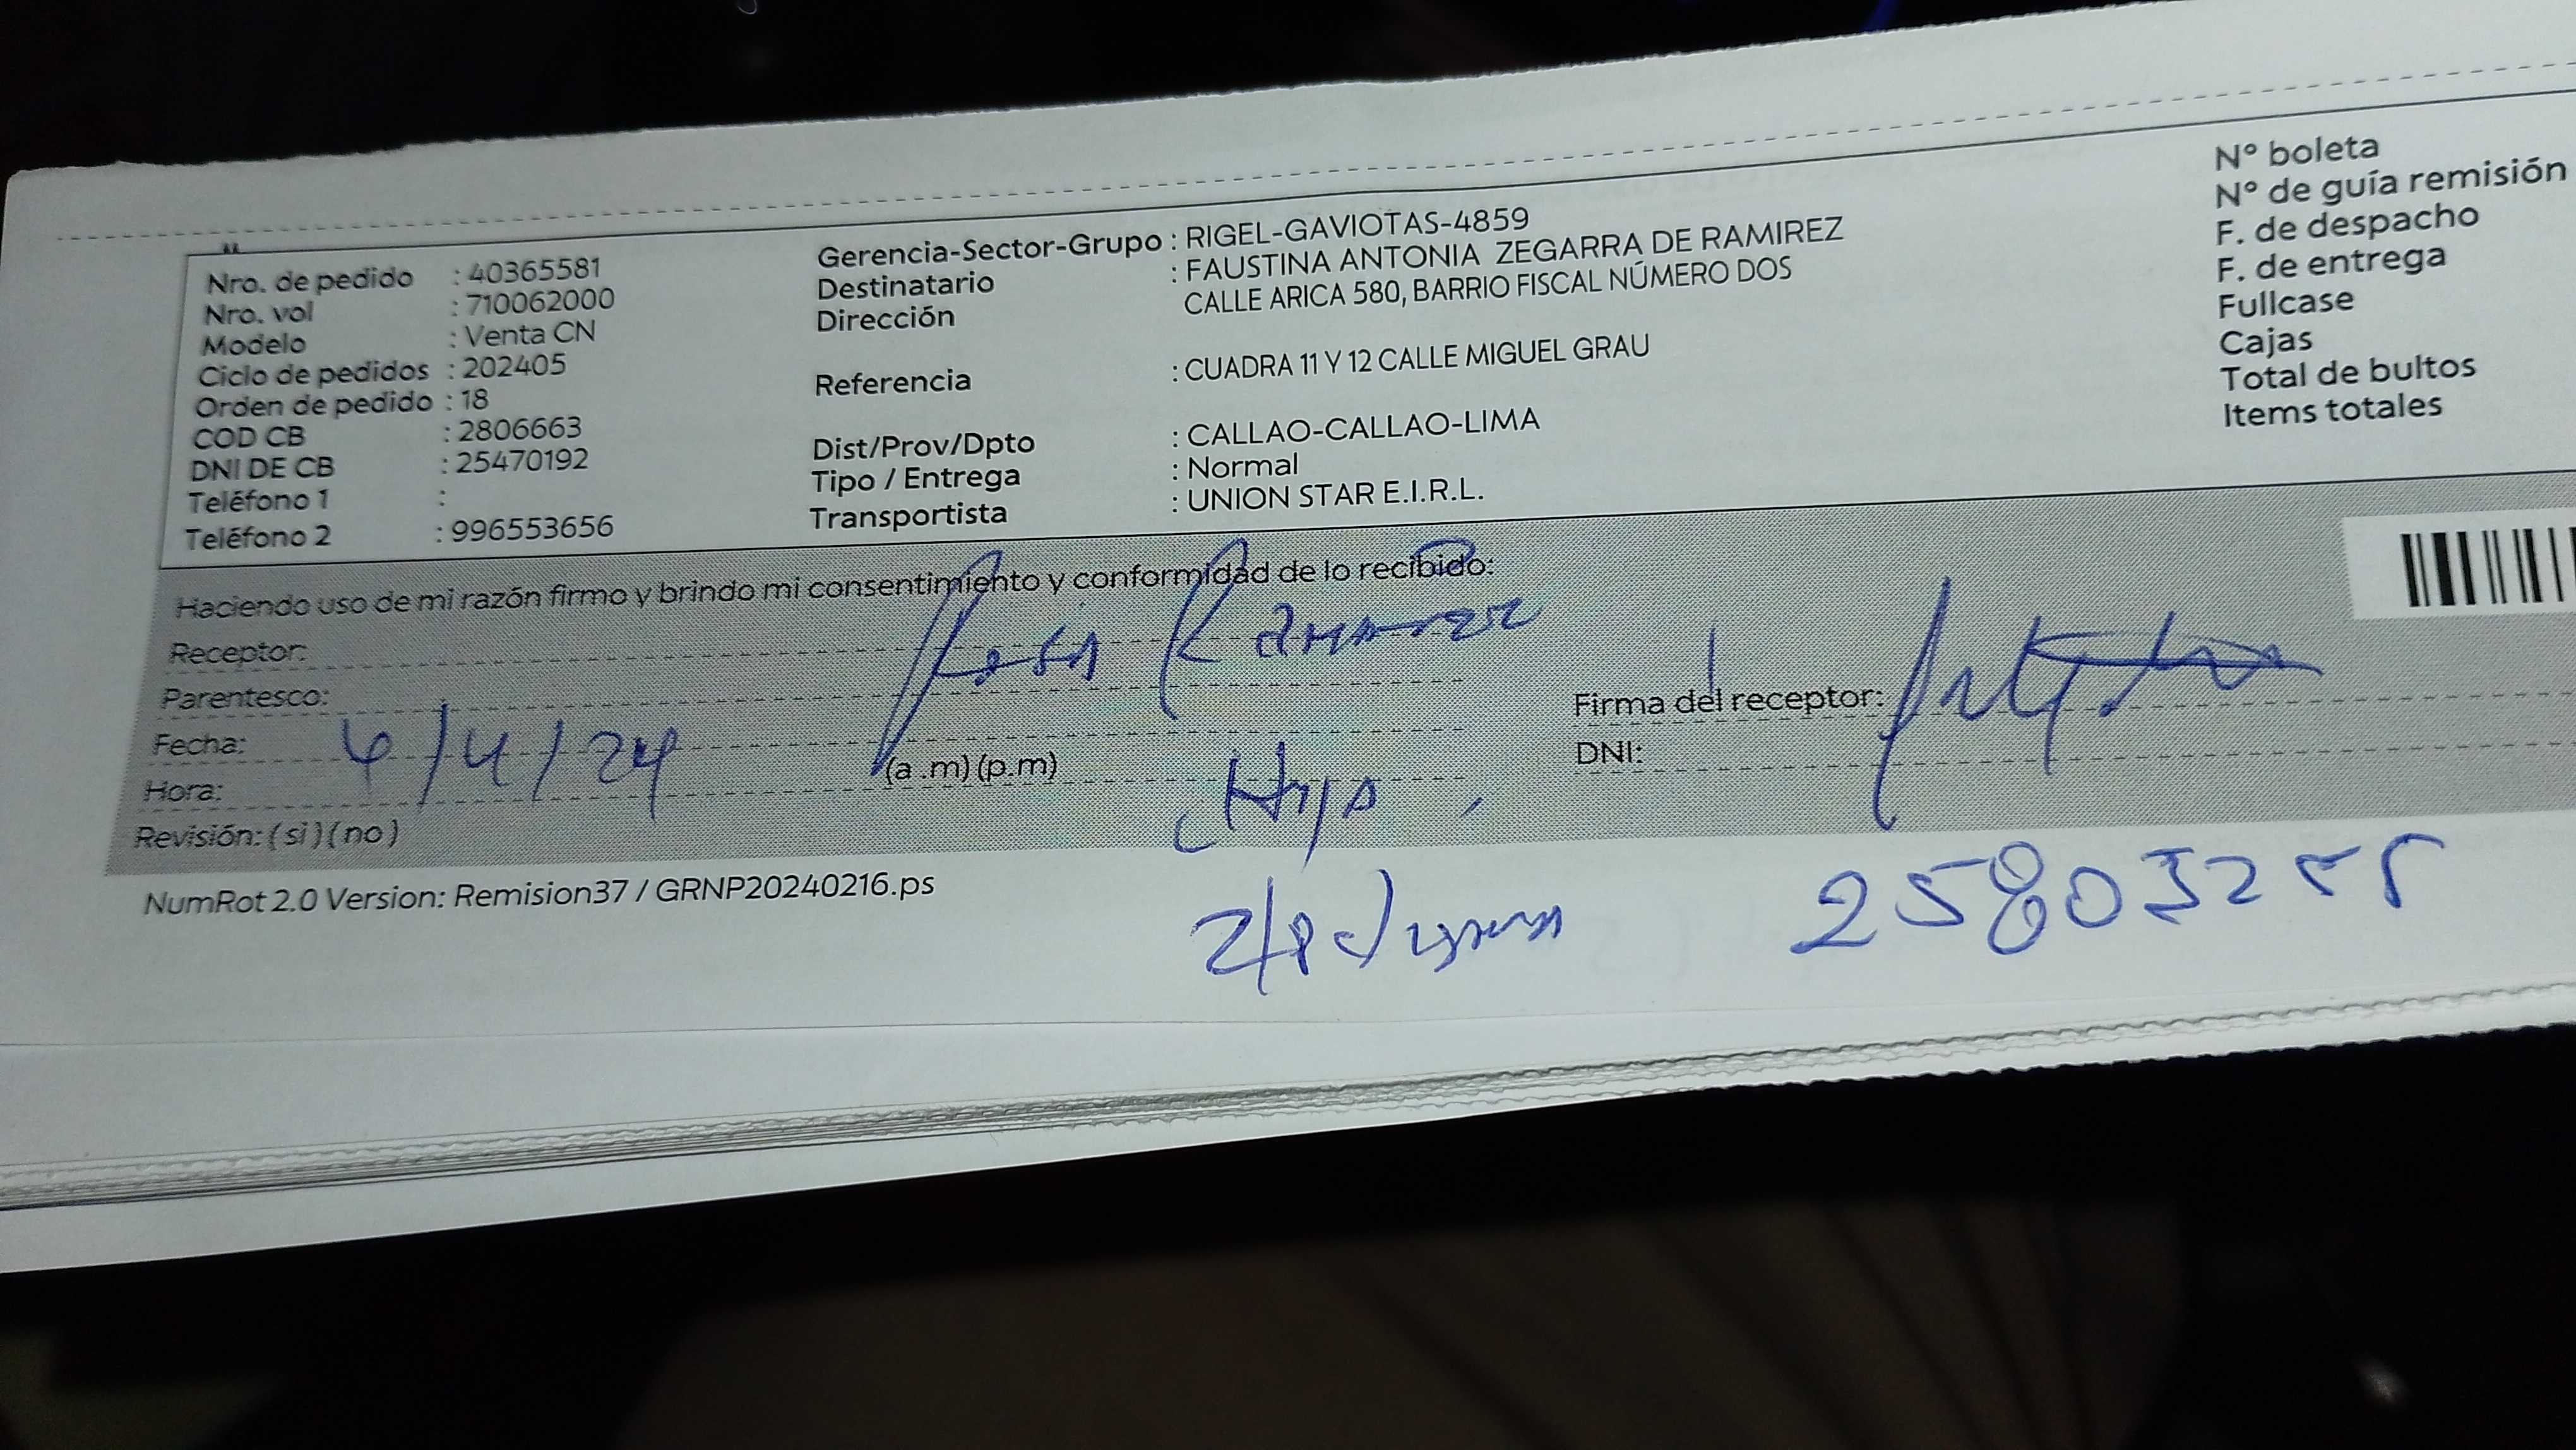 Nro. de pedido : 40365581
Nro. vol : 710062000
Modelo : Venta CN
Ciclo de pedidos : 202405
Orden de pedido : 18
COD CB : 2806663
DNI DE CB : 25470192
Teléfono 1 :
Teléfono 2 : 996553656
Gerencia-Sector-Grupo : RIGEL-GAVIOTAS-4859
Destinatario : FAUSTINA ANTONIA ZEGARRA DE RAMIREZ
Dirección CALLE ARICA 580, BARRIO FISCAL NÚMERO DOS
Referencia : CUADRA 11 Y 12 CALLE MIGUEL GRAU
Dist/Prov/Dpto : CALLAO-CALLAO-LIMA
Tipo / Entrega : Normal
Transportista : UNION STAR E.I.R.L.
N° boleta
N° de guía remisión
F. de despacho
F. de entrega
Fullcase
Cajas
Total de bultos
Items totales
Haciendo uso de mi razón firmo y brindo mi consentimiento y conformidad de lo recibido:
Receptor: Rosa Ramirez
Parentesco:
Fecha: 6/4/24
Hora: (a .m) (p.m)
Hija
Revisión: ( si ) ( no )
Firma del receptor:
DNI:
25803255
NumRot 2.0 Version: Remision37 / GRNP20240216.ps